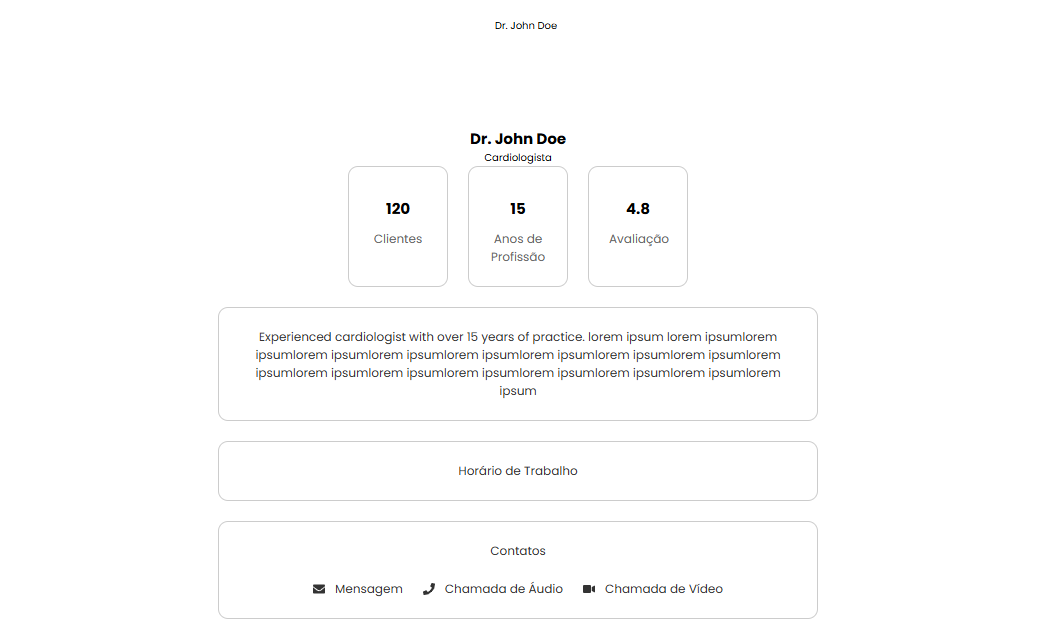 Dr. John Doe
Dr. John Doe
Cardiologista
120
Clientes
15
Anos de
Profissão
4.8
Avaliação
Experienced cardiologist with over 15 years of practice. lorem ipsum lorem ipsumlorem
ipsumlorem ipsumlorem ipsumlorem ipsumlorem ipsumlorem ipsumlorem ipsumlorem
ipsumlorem ipsumlorem ipsumlorem ipsumlorem ipsumlorem ipsumlorem ipsumlorem
ipsum
Horário de Trabalho
Contatos
Mensagem Chamada de Áudio Chamada de Vídeo